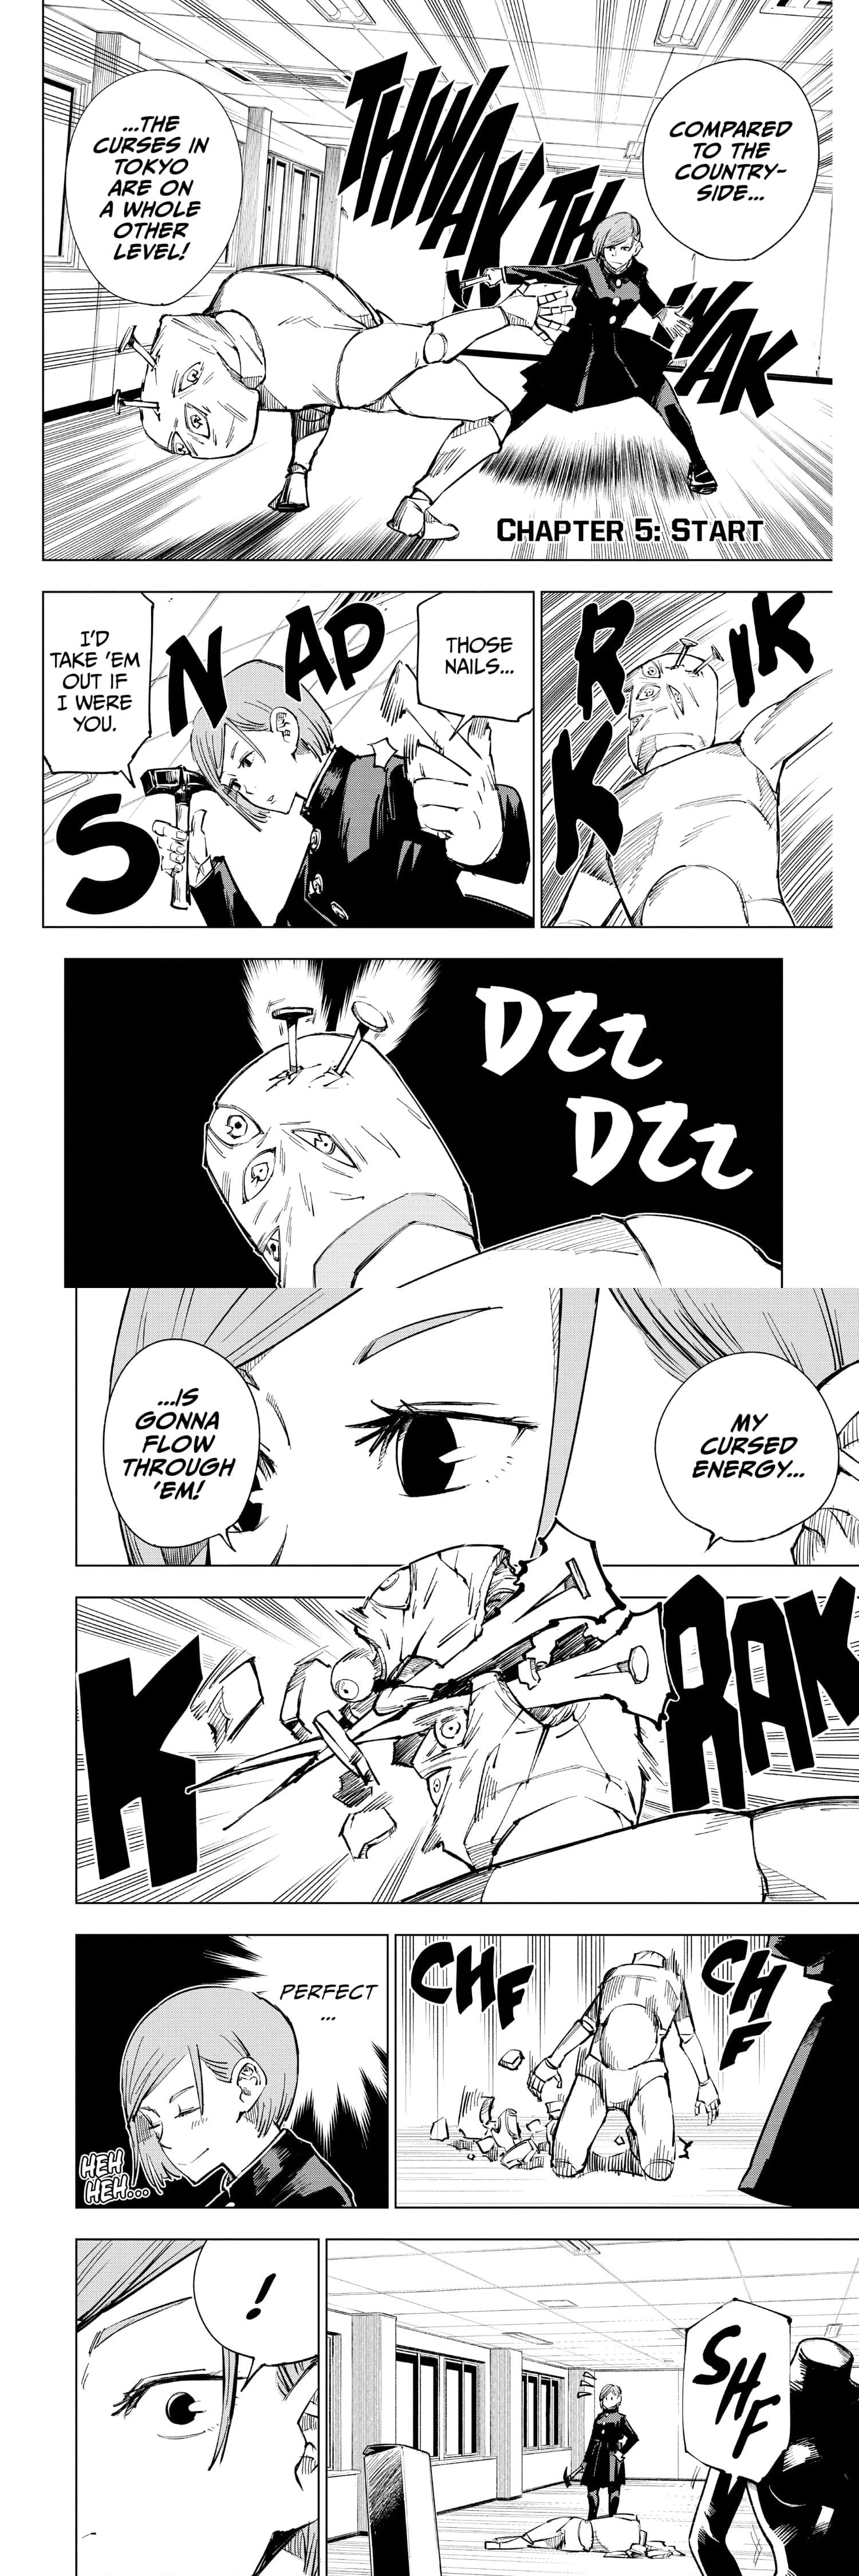 COMPARED
TO THE
COUNTRY-
SIDE...
THWAK THWAK
...THE
CURSES IN
TOKYO
ARE ON
A WHOLE
OTHER
LEVEL!
CHAPTER 5: START
KRIK
THOSE
NAILS...
SNAP
I'D
TAKE 'EM
OUT IF
I WERE
YOU.
DZZ
DZZ
MY
CURSED
ENERGY...
...IS
GONNA
FLOW
THROUGH
'EM!
KRAK
CHF
CHF
PERFECT
...
HEH
HEH...
SHF
!